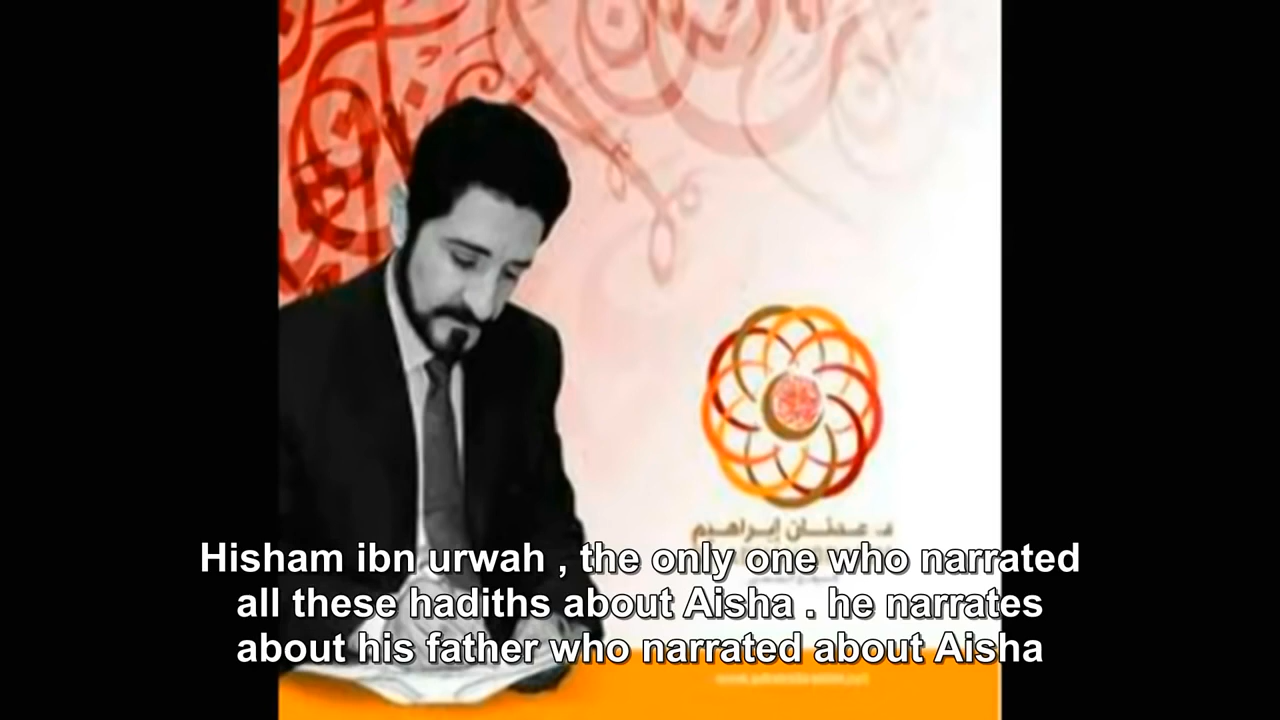 د. عدنان إبراهيم
Hisham ibn urwah , the only one who narrated
all these hadiths about Aisha . he narrates
about his father who narrated about Aisha